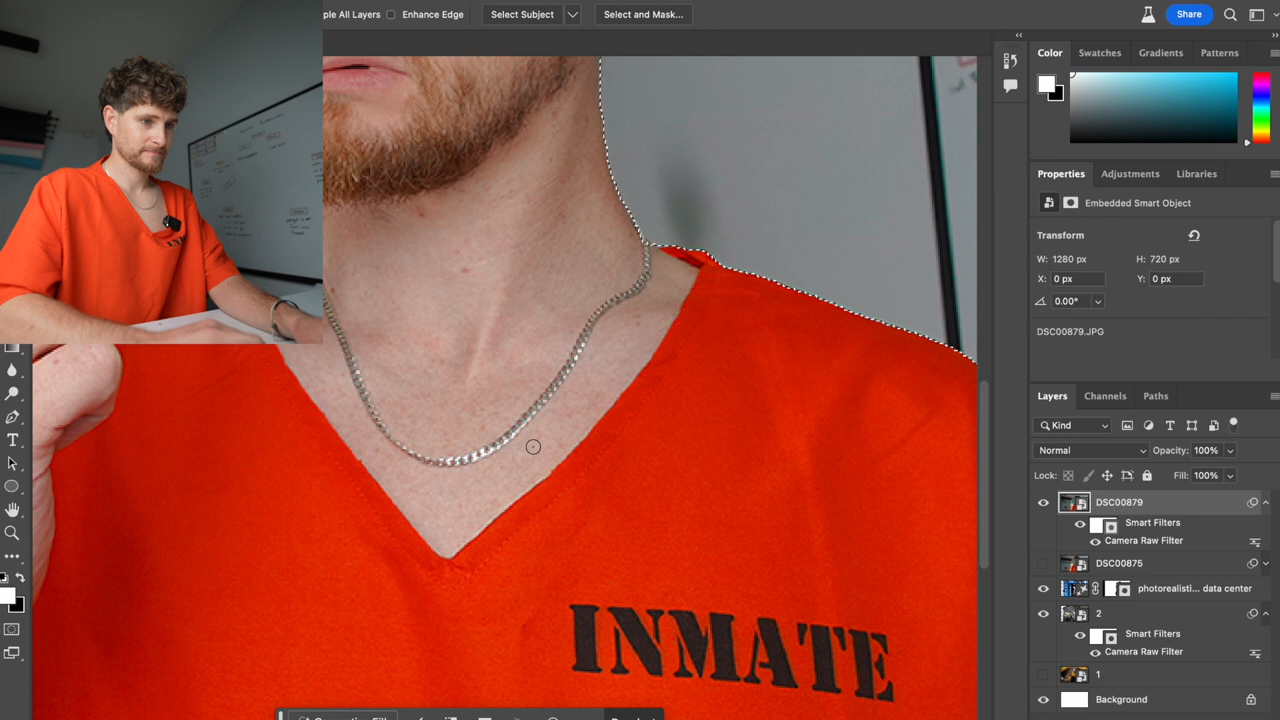 ple All Layers
Enhance Edge
Select Subject
Select and Mask...
Share
Color
Swatches
Gradients
Patterns
Properties
Adjustments
Libraries
Embedded Smart Object
Transform
W: 1280 px
H: 720 px
X: 0 px
Y: 0 px
0.00°
DSC00879.JPG
Layers
Channels
Paths
Kind
Normal
Opacity: 100%
Lock:
Fill: 100%
DSC00879
Smart Filters
Camera Raw Filter
DSC00875
photorealisti... data center
2
Smart Filters
Camera Raw Filter
1
Background
INMATE